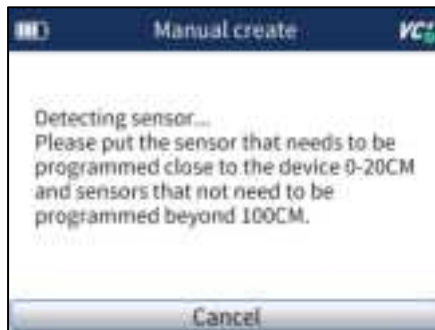 Manual create
VCI
Detecting sensor...
Please put the sensor that needs to be
programmed close to the device 0-20CM
and sensors that not need to be
programmed beyond 100CM.
Cancel